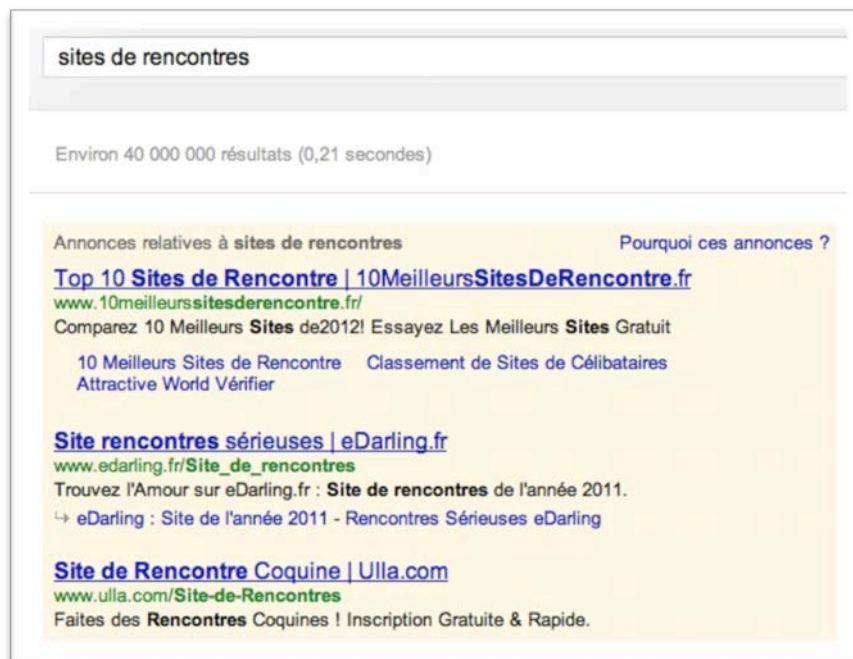 sites de rencontres
Environ 40 000 000 résultats (0,21 secondes)
Annonces relatives à sites de rencontres Pourquoi ces annonces ?
Top 10 Sites de Rencontre | 10MeilleursSitesDeRencontre.fr
www.10meilleurssitesderencontre.fr/
Comparez 10 Meilleurs Sites de2012! Essayez Les Meilleurs Sites Gratuit
10 Meilleurs Sites de Rencontre Classement de Sites de Célibataires
Attractive World Vérifier
Site rencontres sérieuses | eDarling.fr
www.edarling.fr/Site_de_rencontres
Trouvez l'Amour sur eDarling.fr : Site de rencontres de l'année 2011.
↪ eDarling : Site de l'année 2011 - Rencontres Sérieuses eDarling
Site de Rencontre Coquine | Ulla.com
www.ulla.com/Site-de-Rencontres
Faites des Rencontres Coquines ! Inscription Gratuite & Rapide.